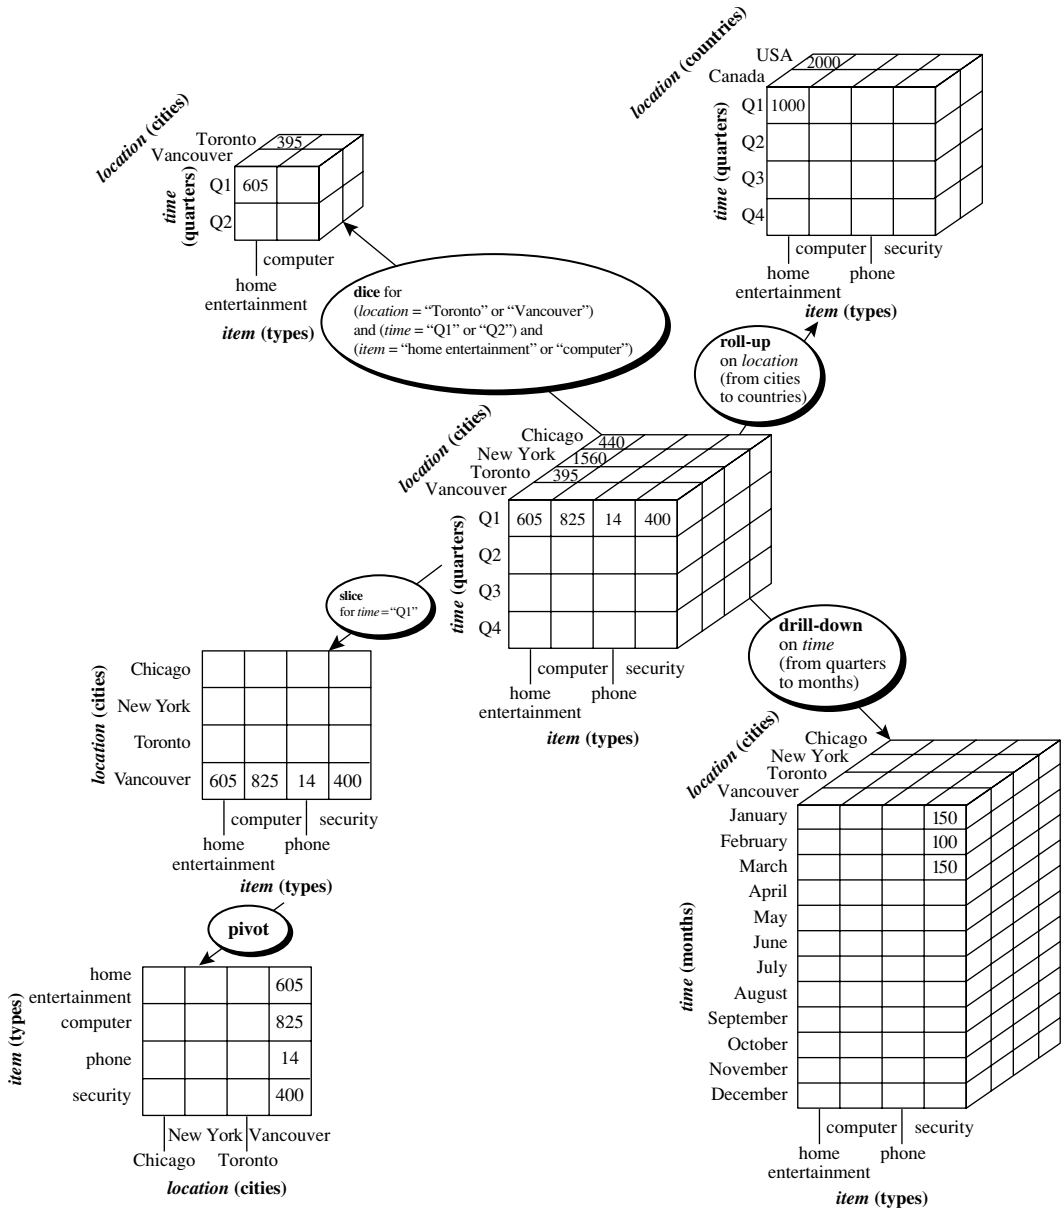 location (countries)
USA
2000
Canada
Q1
1000
Q2
Q3
Q4
time (quarters)
computer
security
home
entertainment
phone
item (types)
location (cities)
Toronto
395
Vancouver
Q1
605
Q2
time
(quarters)
computer
home
entertainment
item (types)
dice for
(location = “Toronto” or “Vancouver”)
and (time = “Q1” or “Q2”) and
(item = “home entertainment” or “computer”)
roll-up
on location
(from cities
to countries)
location (cities)
Chicago
440
New York
1560
Toronto
395
Vancouver
Q1
605 825 14 400
Q2
Q3
Q4
time (quarters)
computer
security
home
entertainment
phone
item (types)
slice
for time = “Q1”
drill-down
on time
(from quarters
to months)
location (cities)
Chicago
New York
Toronto
Vancouver
605 825 14 400
computer
security
home
entertainment
phone
item (types)
pivot
item (types)
home
entertainment
605
computer
825
phone
14
security
400
New York
Vancouver
Chicago
Toronto
location (cities)
location (cities)
Chicago
New York
Toronto
Vancouver
January
150
February
100
March
150
April
May
June
July
August
September
October
November
December
time (months)
computer
security
home
entertainment
phone
item (types)